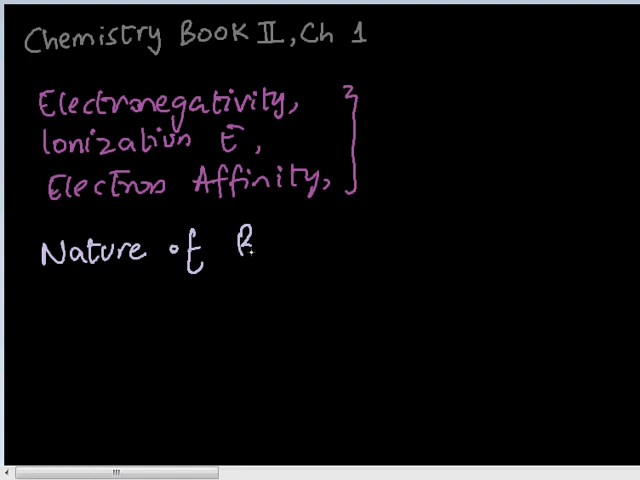 Chemistry Book II, Ch 1
Electronegativity,
Ionization E,
Electron Affinity,
Nature of B